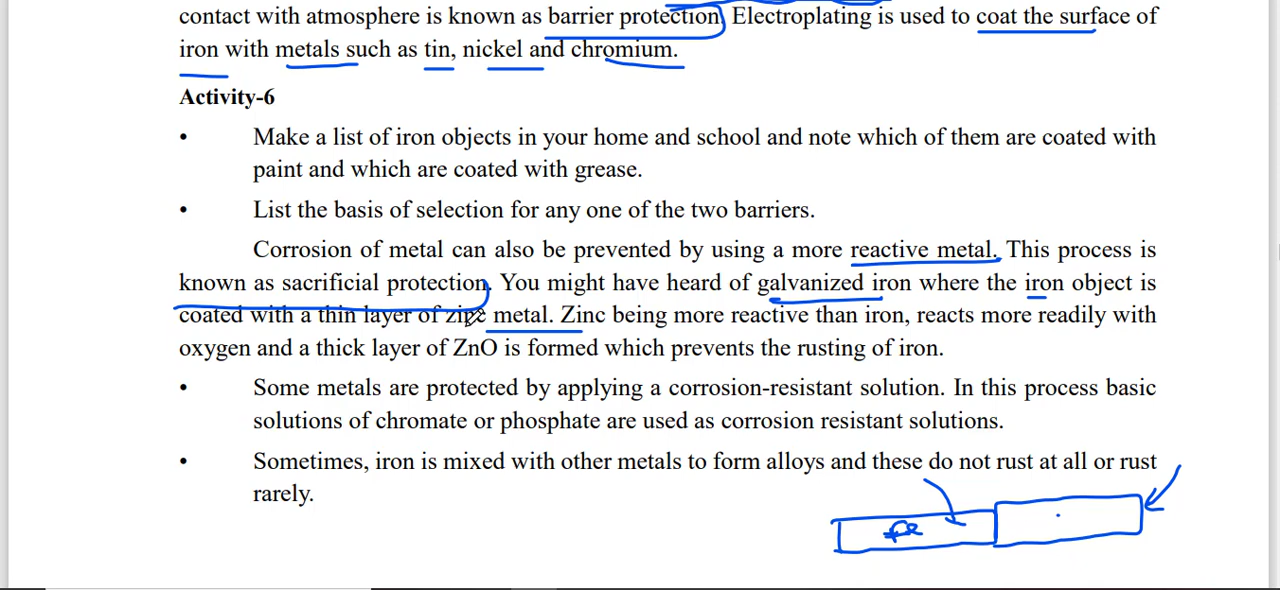 contact with atmosphere is known as barrier protection. Electroplating is used to coat the surface of
iron with metals such as tin, nickel and chromium.
Activity-6
• Make a list of iron objects in your home and school and note which of them are coated with
paint and which are coated with grease.
• List the basis of selection for any one of the two barriers.
Corrosion of metal can also be prevented by using a more reactive metal. This process is
known as sacrificial protection. You might have heard of galvanized iron where the iron object is
coated with a thin layer of zinc metal. Zinc being more reactive than iron, reacts more readily with
oxygen and a thick layer of ZnO is formed which prevents the rusting of iron.
• Some metals are protected by applying a corrosion-resistant solution. In this process basic
solutions of chromate or phosphate are used as corrosion resistant solutions.
• Sometimes, iron is mixed with other metals to form alloys and these do not rust at all or rust
rarely.
fe